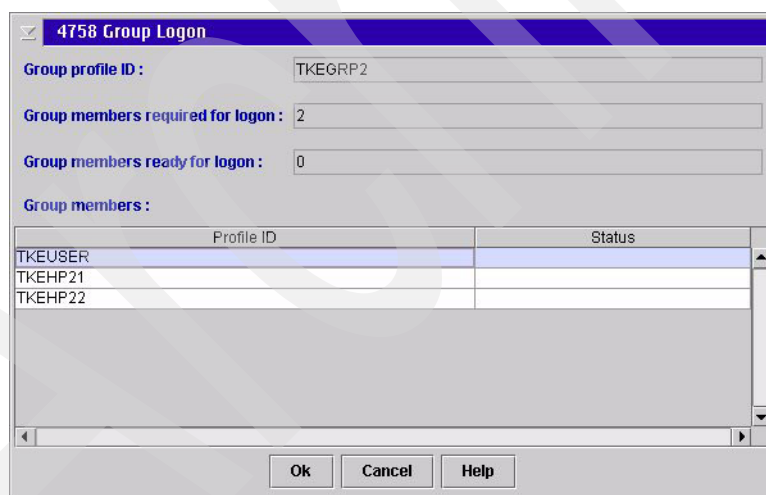 4758 Group Logon
Group profile ID : TKEGRP2
Group members required for logon : 2
Group members ready for logon : 0
Group members :
Profile ID Status
TKEUSER
TKEHP21
TKEHP22
Ok Cancel Help